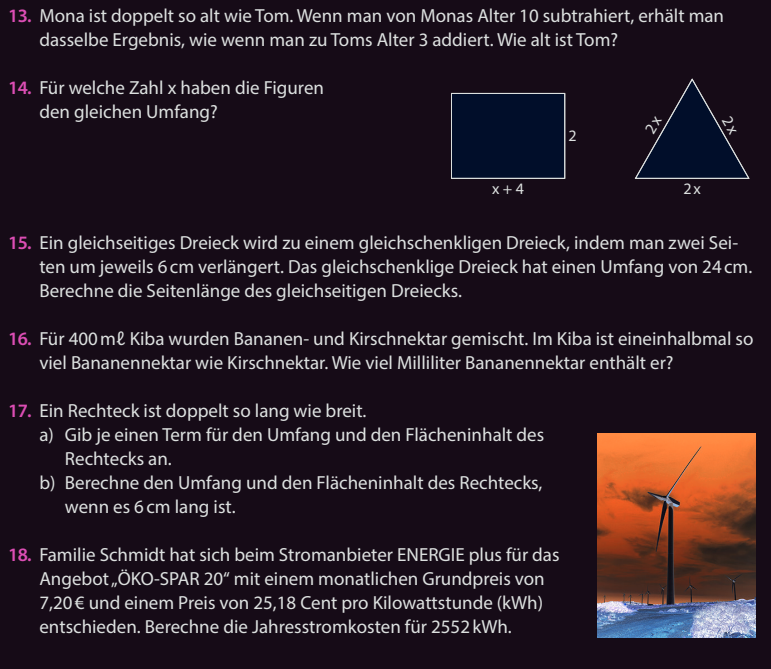 13. Mona ist doppelt so alt wie Tom. Wenn man von Monas Alter 10 subtrahiert, erhält man
dasselbe Ergebnis, wie wenn man zu Toms Alter 3 addiert. Wie alt ist Tom?
14. Für welche Zahl x haben die Figuren
den gleichen Umfang?
2
x + 4
2x
2x
2x
15. Ein gleichseitiges Dreieck wird zu einem gleichschenkligen Dreieck, indem man zwei Sei-
ten um jeweils 6 cm verlängert. Das gleichschenklige Dreieck hat einen Umfang von 24 cm.
Berechne die Seitenlänge des gleichseitigen Dreiecks.
16. Für 400 mℓ Kiba wurden Bananen- und Kirschnektar gemischt. Im Kiba ist eineinhalbmal so
viel Bananennektar wie Kirschnektar. Wie viel Milliliter Bananennektar enthält er?
17. Ein Rechteck ist doppelt so lang wie breit.
a) Gib je einen Term für den Umfang und den Flächeninhalt des
Rechtecks an.
b) Berechne den Umfang und den Flächeninhalt des Rechtecks,
wenn es 6 cm lang ist.
18. Familie Schmidt hat sich beim Stromanbieter ENERGIE plus für das
Angebot „ÖKO-SPAR 20“ mit einem monatlichen Grundpreis von
7,20 € und einem Preis von 25,18 Cent pro Kilowattstunde (kWh)
entschieden. Berechne die Jahresstromkosten für 2552 kWh.